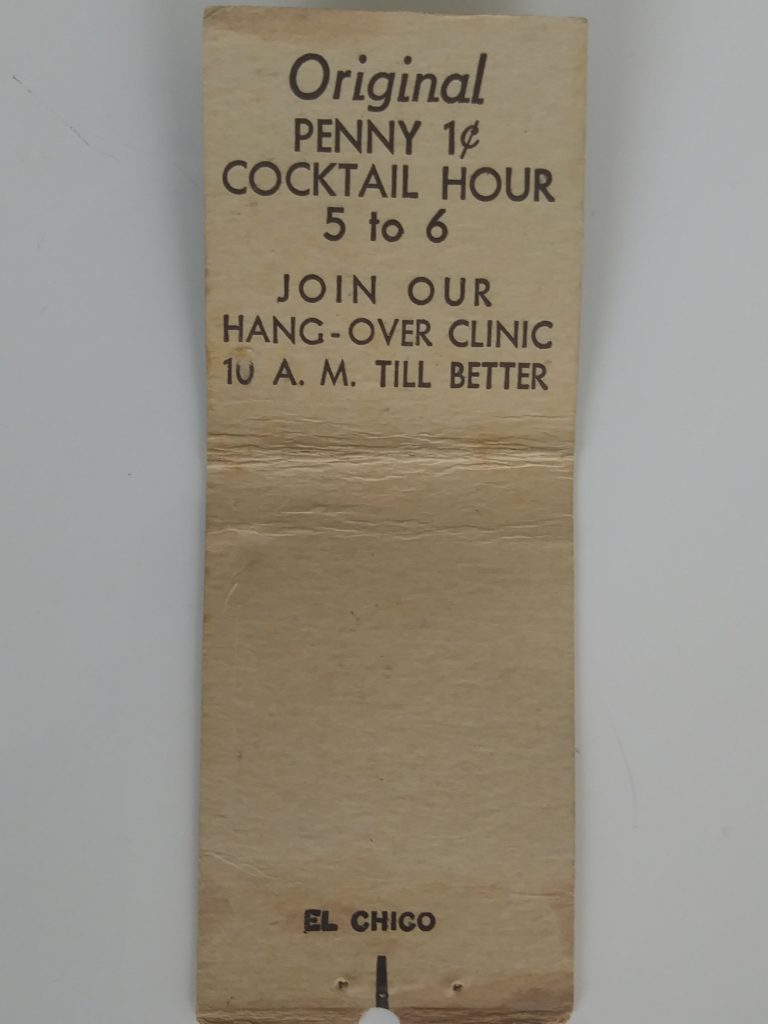 Original
PENNY 1¢
COCKTAIL HOUR
5 to 6
JOIN OUR
HANG-OVER CLINIC
10 A. M. TILL BETTER
EL CHICO